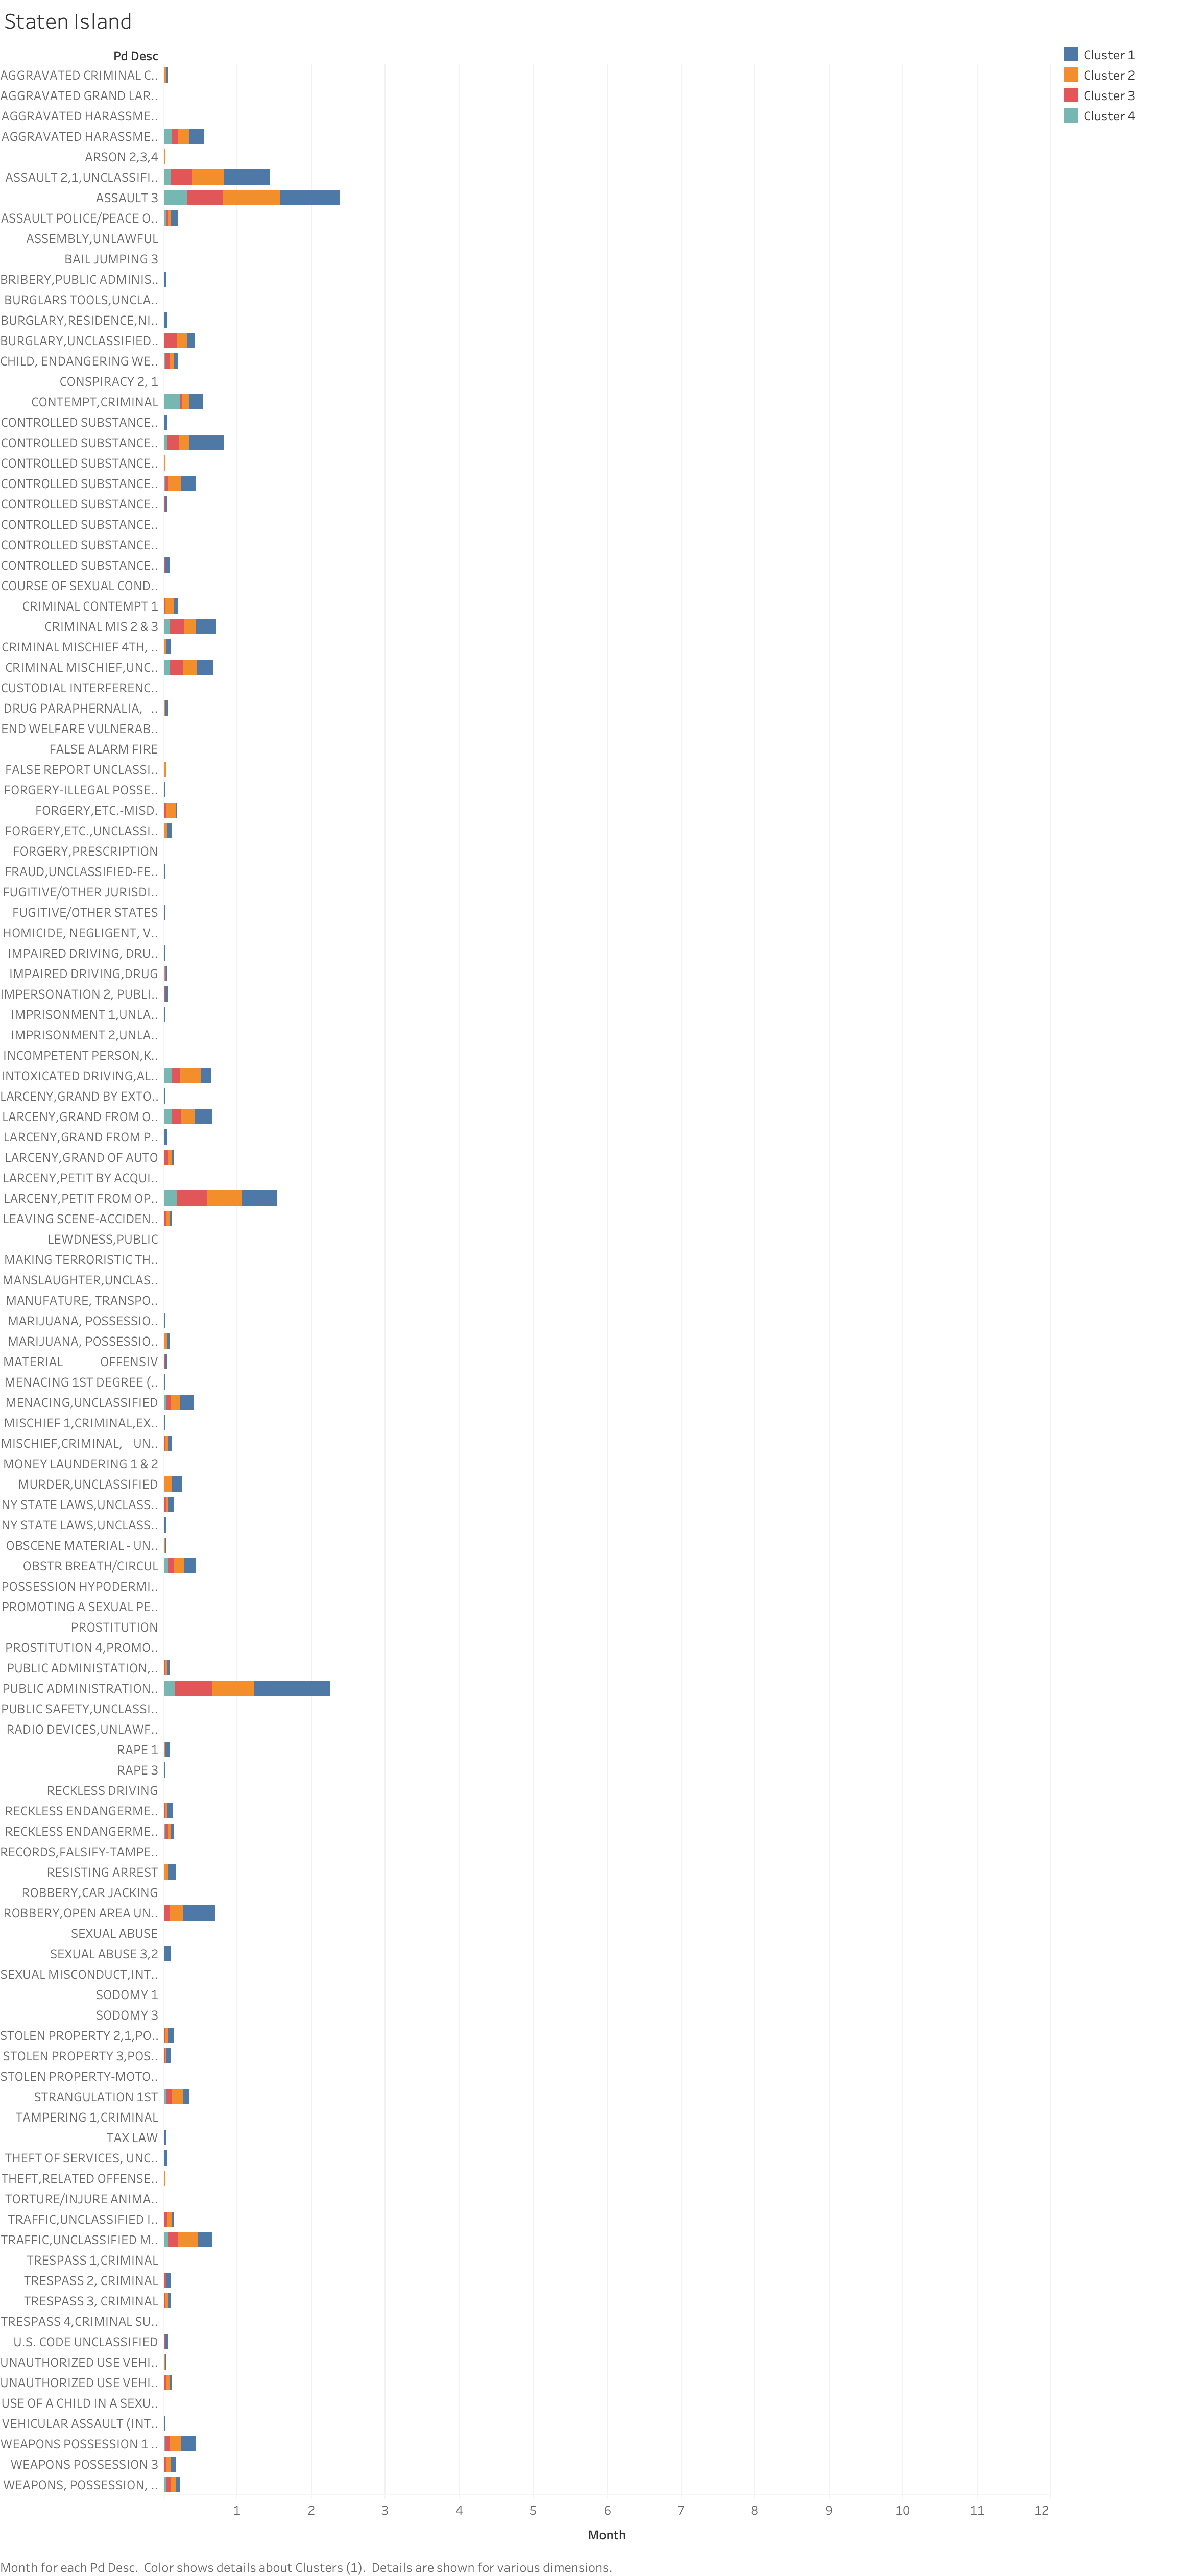 Staten Island
Pd Desc
Cluster 1
Cluster 2
Cluster 3
Cluster 4
AGGRAVATED CRIMINAL C..
AGGRAVATED GRAND LAR..
AGGRAVATED HARASSME..
AGGRAVATED HARASSME..
ARSON 2,3,4
ASSAULT 2,1,UNCLASSIFI..
ASSAULT 3
ASSAULT POLICE/PEACE O..
ASSEMBLY,UNLAWFUL
BAIL JUMPING 3
BRIBERY,PUBLIC ADMINIS..
BURGLARS TOOLS,UNCLA..
BURGLARY,RESIDENCE,NI..
BURGLARY,UNCLASSIFIED..
CHILD, ENDANGERING WE..
CONSPIRACY 2, 1
CONTEMPT,CRIMINAL
CONTROLLED SUBSTANCE..
CONTROLLED SUBSTANCE..
CONTROLLED SUBSTANCE..
CONTROLLED SUBSTANCE..
CONTROLLED SUBSTANCE..
CONTROLLED SUBSTANCE..
CONTROLLED SUBSTANCE..
CONTROLLED SUBSTANCE..
COURSE OF SEXUAL COND..
CRIMINAL CONTEMPT 1
CRIMINAL MIS 2 & 3
CRIMINAL MISCHIEF 4TH, ..
CRIMINAL MISCHIEF,UNC..
CUSTODIAL INTERFERENC..
DRUG PARAPHERNALIA, ..
END WELFARE VULNERAB..
FALSE ALARM FIRE
FALSE REPORT UNCLASSI..
FORGERY-ILLEGAL POSSE..
FORGERY,ETC.-MISD.
FORGERY,ETC.,UNCLASSI..
FORGERY,PRESCRIPTION
FRAUD,UNCLASSIFIED-FE..
FUGITIVE/OTHER JURISDI..
FUGITIVE/OTHER STATES
HOMICIDE, NEGLIGENT, V..
IMPAIRED DRIVING, DRU..
IMPAIRED DRIVING,DRUG
IMPERSONATION 2, PUBLI..
IMPRISONMENT 1,UNLA..
IMPRISONMENT 2,UNLA..
INCOMPETENT PERSON,K..
INTOXICATED DRIVING,AL..
LARCENY,GRAND BY EXTO..
LARCENY,GRAND FROM O..
LARCENY,GRAND FROM P..
LARCENY,GRAND OF AUTO
LARCENY,PETIT BY ACQUI..
LARCENY,PETIT FROM OP..
LEAVING SCENE-ACCIDEN..
LEWDNESS,PUBLIC
MAKING TERRORISTIC TH..
MANSLAUGHTER,UNCLAS..
MANUFATURE, TRANSPO..
MARIJUANA, POSSESSIO..
MARIJUANA, POSSESSIO..
MATERIAL OFFENSIV
MENACING 1ST DEGREE (..
MENACING,UNCLASSIFIED
MISCHIEF 1,CRIMINAL,EX..
MISCHIEF,CRIMINAL, UN..
MONEY LAUNDERING 1 & 2
MURDER,UNCLASSIFIED
NY STATE LAWS,UNCLASS..
NY STATE LAWS,UNCLASS..
OBSCENE MATERIAL - UN..
OBSTR BREATH/CIRCUL
POSSESSION HYPODERMI..
PROMOTING A SEXUAL PE..
PROSTITUTION
PROSTITUTION 4,PROMO..
PUBLIC ADMINISTATION,..
PUBLIC ADMINISTRATION..
PUBLIC SAFETY,UNCLASSI..
RADIO DEVICES,UNLAWF..
RAPE 1
RAPE 3
RECKLESS DRIVING
RECKLESS ENDANGERME..
RECKLESS ENDANGERME..
RECORDS,FALSIFY-TAMPE..
RESISTING ARREST
ROBBERY,CAR JACKING
ROBBERY,OPEN AREA UN..
SEXUAL ABUSE
SEXUAL ABUSE 3,2
SEXUAL MISCONDUCT,INT..
SODOMY 1
SODOMY 3
STOLEN PROPERTY 2,1,PO..
STOLEN PROPERTY 3,POS..
STOLEN PROPERTY-MOTO..
STRANGULATION 1ST
TAMPERING 1,CRIMINAL
TAX LAW
THEFT OF SERVICES, UNC..
THEFT,RELATED OFFENSE..
TORTURE/INJURE ANIMA..
TRAFFIC,UNCLASSIFIED I..
TRAFFIC,UNCLASSIFIED M..
TRESPASS 1,CRIMINAL
TRESPASS 2, CRIMINAL
TRESPASS 3, CRIMINAL
TRESPASS 4,CRIMINAL SU..
U.S. CODE UNCLASSIFIED
UNAUTHORIZED USE VEHI..
UNAUTHORIZED USE VEHI..
USE OF A CHILD IN A SEXU..
VEHICULAR ASSAULT (INT..
WEAPONS POSSESSION 1 ..
WEAPONS POSSESSION 3
WEAPONS, POSSESSION, ..
1 2 3 4 5 6 7 8 9 10 11 12
Month
Month for each Pd Desc. Color shows details about Clusters (1). Details are shown for various dimensions.